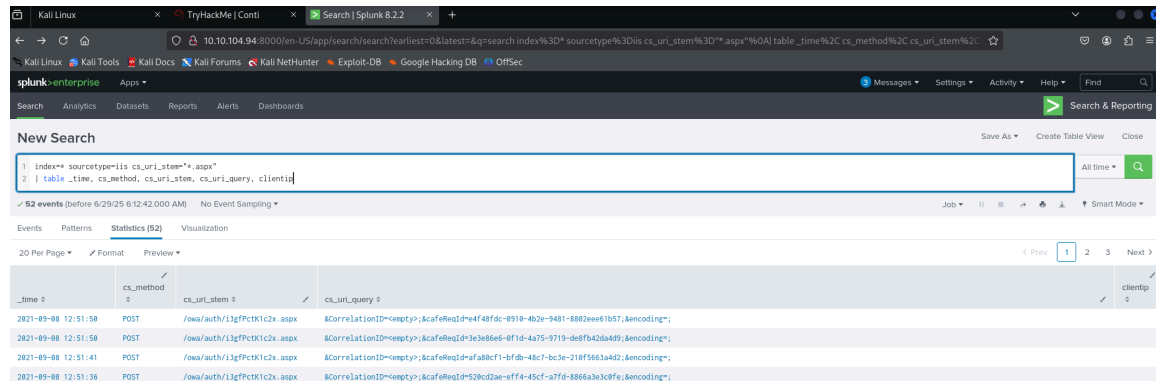 Kali Linux × TryHackMe | Conti × Search | Splunk 8.2.2 × +
10.10.104.94:8000/en-US/app/search/search?earliest=0&latest=&q=search index%3D* sourcetype%3Diis cs_uri_stem%3D"*.aspx"%0A| table _time%2C cs_method%2C cs_uri_stem%2C
Kali Linux Kali Tools Kali Docs Kali Forums Kali NetHunter Exploit-DB Google Hacking DB OffSec
splunk>enterprise Apps 3 Messages Settings Activity Help Find
Search Analytics Datasets Reports Alerts Dashboards > Search & Reporting
New Search Save As Create Table View Close
1 index=* sourcetype=iis cs_uri_stem="*.aspx" All time
2 | table _time, cs_method, cs_uri_stem, cs_uri_query, clientip
✓ 52 events (before 6/29/25 6:12:42.000 AM) No Event Sampling Job Smart Mode
Events Patterns Statistics (52) Visualization
20 Per Page Format Preview < Prev 1 2 3 Next >
_time cs_method cs_uri_stem cs_uri_query clientip
2021-09-08 12:51:50 POST /owa/auth/i3gfPctK1c2x.aspx &CorrelationID=<empty>;&cafeReqId=e4f48fdc-0910-4b2e-9481-8802eee61b57;&encoding=;
2021-09-08 12:51:50 POST /owa/auth/i3gfPctK1c2x.aspx &CorrelationID=<empty>;&cafeReqId=3e3e86e6-0f1d-4a75-9719-de8fb42da4d9;&encoding=;
2021-09-08 12:51:41 POST /owa/auth/i3gfPctK1c2x.aspx &CorrelationID=<empty>;&cafeReqId=afa80cf1-bfdb-48c7-bc3e-210f5663a4d2;&encoding=;
2021-09-08 12:51:36 POST /owa/auth/i3gfPctK1c2x.aspx &CorrelationID=<empty>;&cafeReqId=520cd2ae-eff4-45cf-a7fd-8866a3e3c0fe;&encoding=;